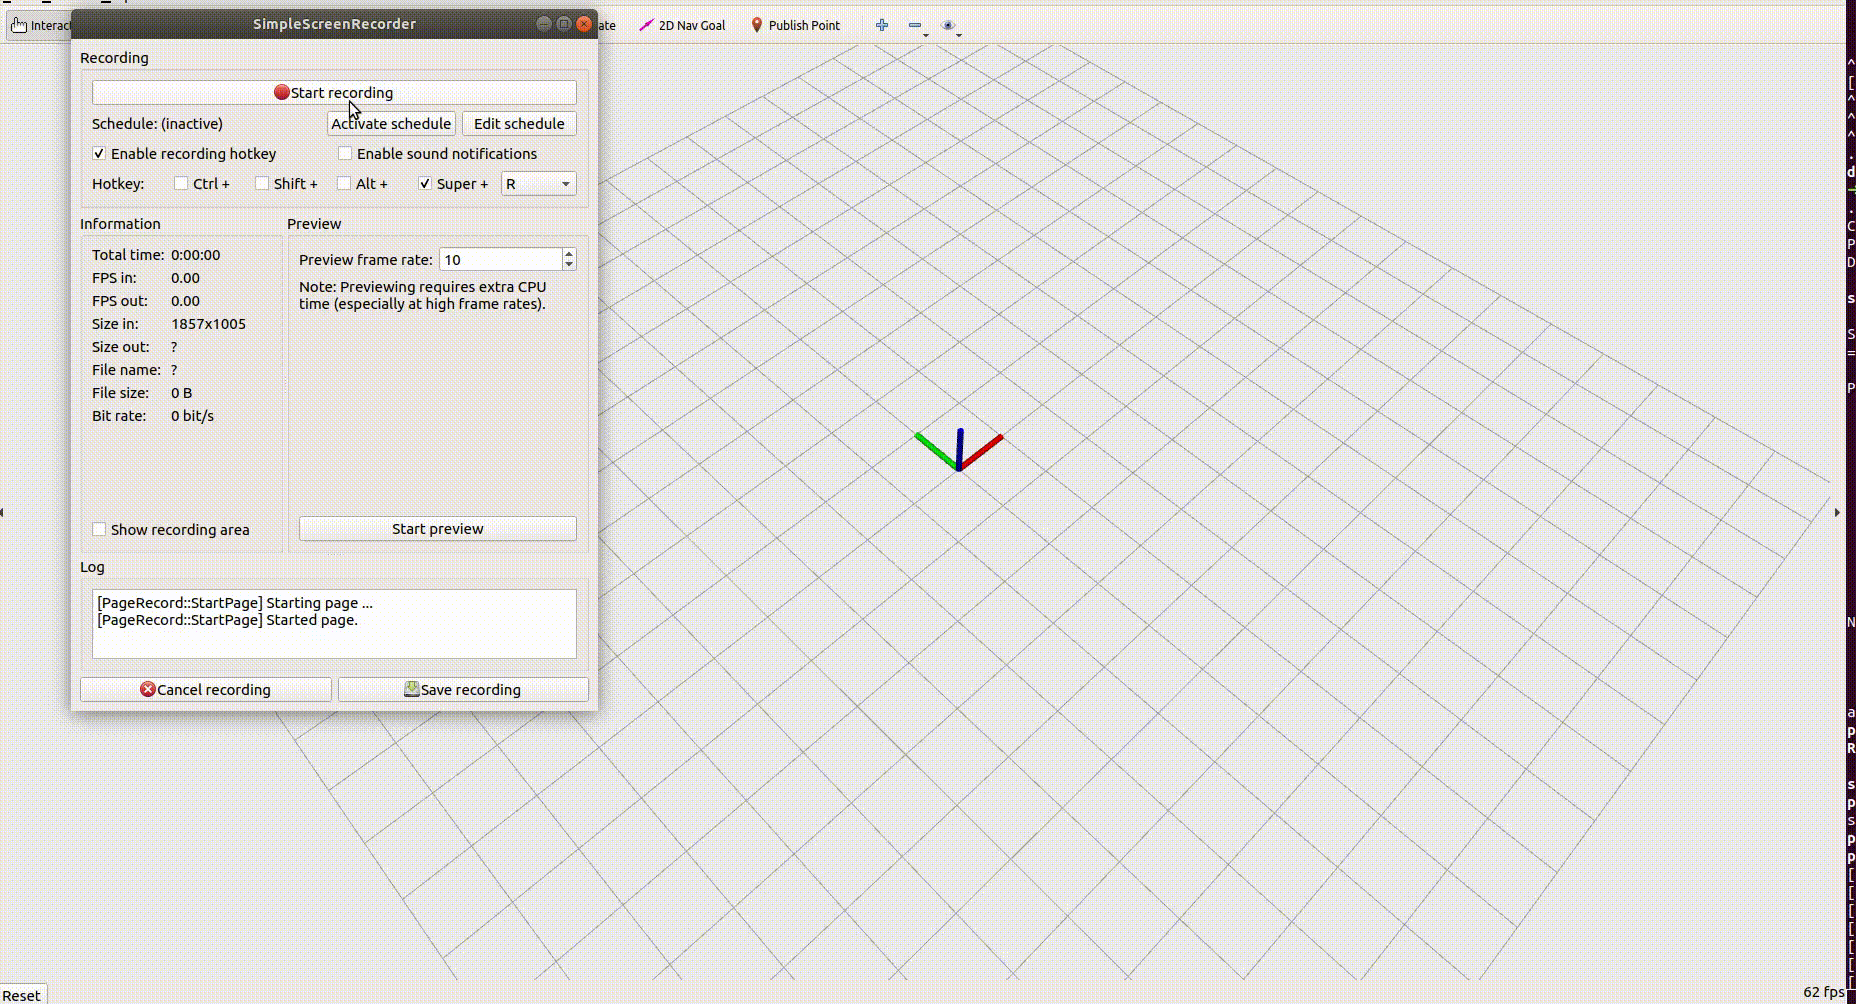 Interac
SimpleScreenRecorder
ate
2D Nav Goal
Publish Point
Recording
Start recording
Schedule: (inactive)
Activate schedule
Edit schedule
Enable recording hotkey
Enable sound notifications
Hotkey:
Ctrl +
Shift +
Alt +
Super +
R
Information
Total time: 0:00:00
FPS in: 0.00
FPS out: 0.00
Size in: 1857x1005
Size out: ?
File name: ?
File size: 0 B
Bit rate: 0 bit/s
Show recording area
Preview
Preview frame rate: 10
Note: Previewing requires extra CPU
time (especially at high frame rates).
Start preview
Log
[PageRecord::StartPage] Starting page ...
[PageRecord::StartPage] Started page.
Cancel recording
Save recording
Reset
62 fps
^
[
^
^
^
.
d
.
C
P
D
s
S
=
P
N
a
p
R
s
p
s
p
p
[
[
[
[
[
[
[